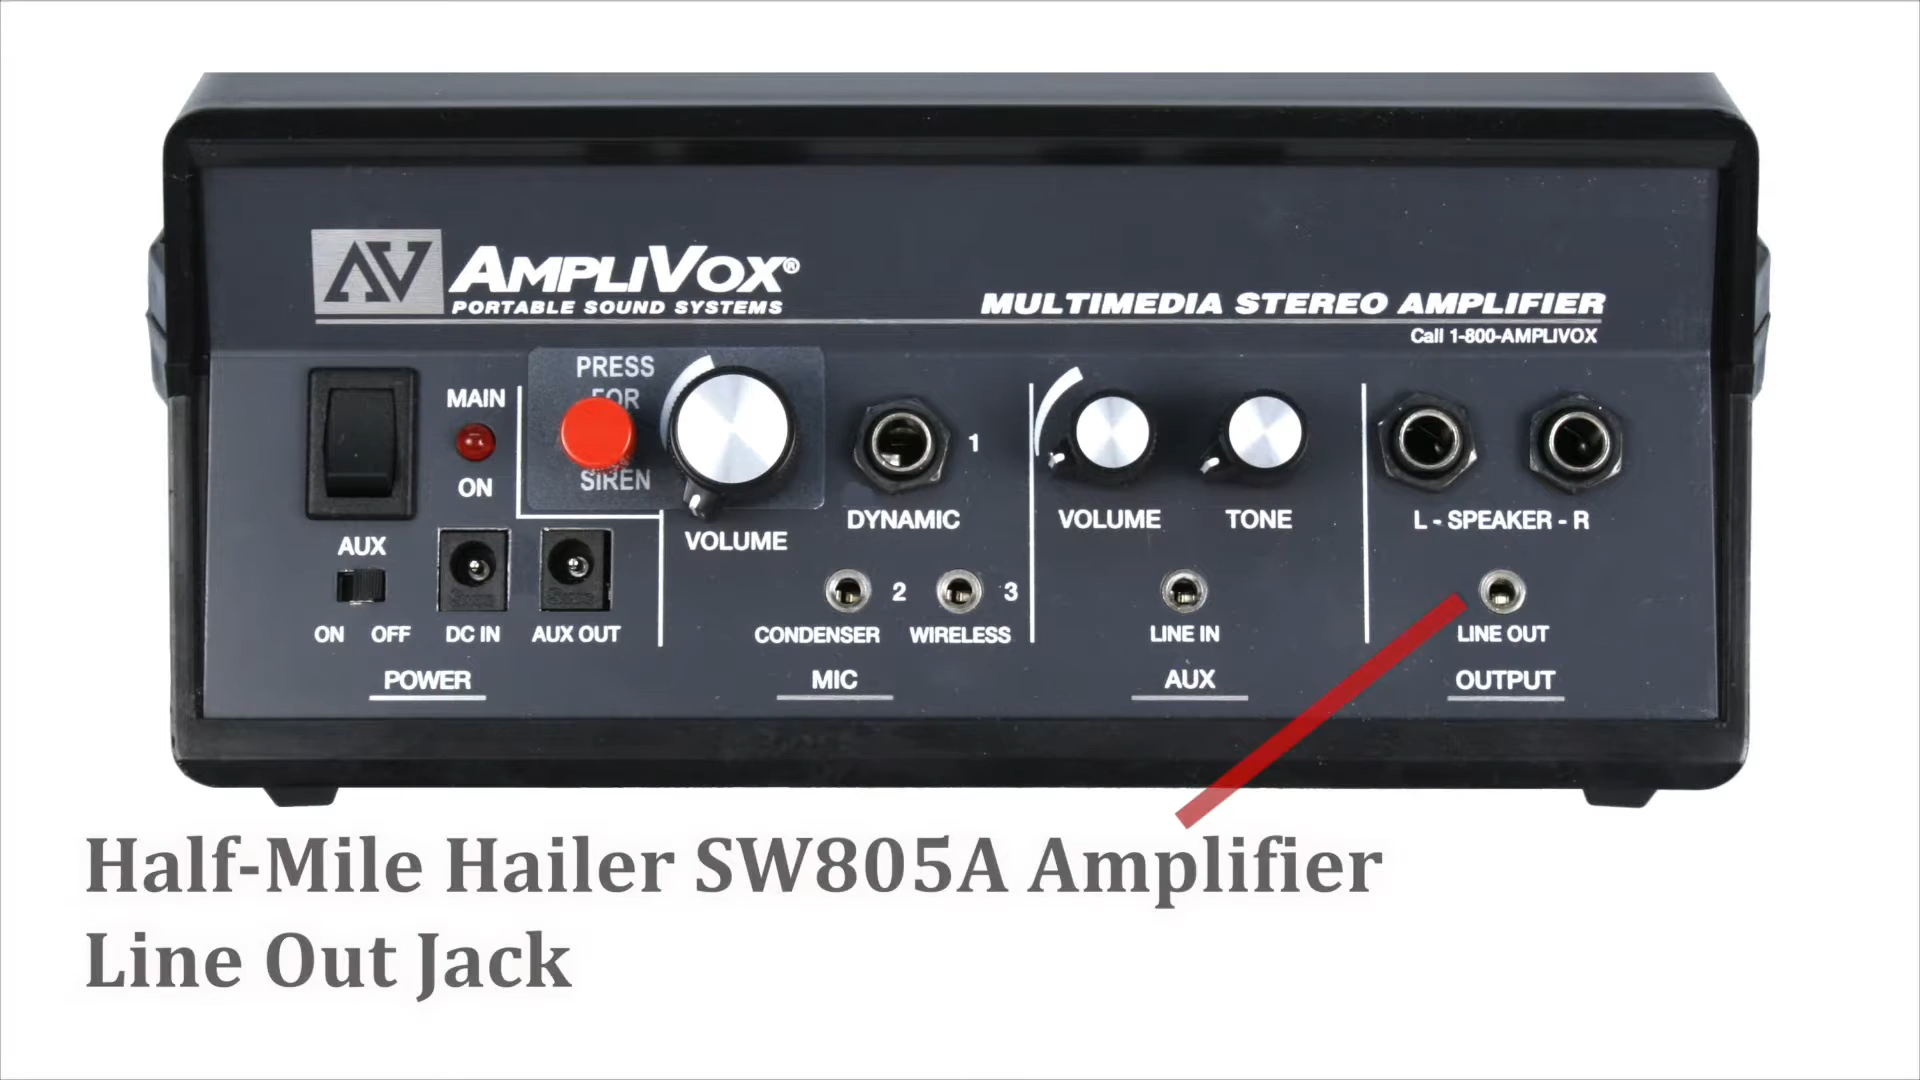 AV AMPLIVOX®
PORTABLE SOUND SYSTEMS
MULTIMEDIA STEREO AMPLIFIER
Call 1-800-AMPLIVOX
MAIN
ON
PRESS
FOR
SIREN
VOLUME
DYNAMIC
1
VOLUME
TONE
L - SPEAKER - R
AUX
ON OFF
DC IN
AUX OUT
2
CONDENSER
3
WIRELESS
LINE IN
LINE OUT
POWER
MIC
AUX
OUTPUT
Half-Mile Hailer SW805A Amplifier
Line Out Jack